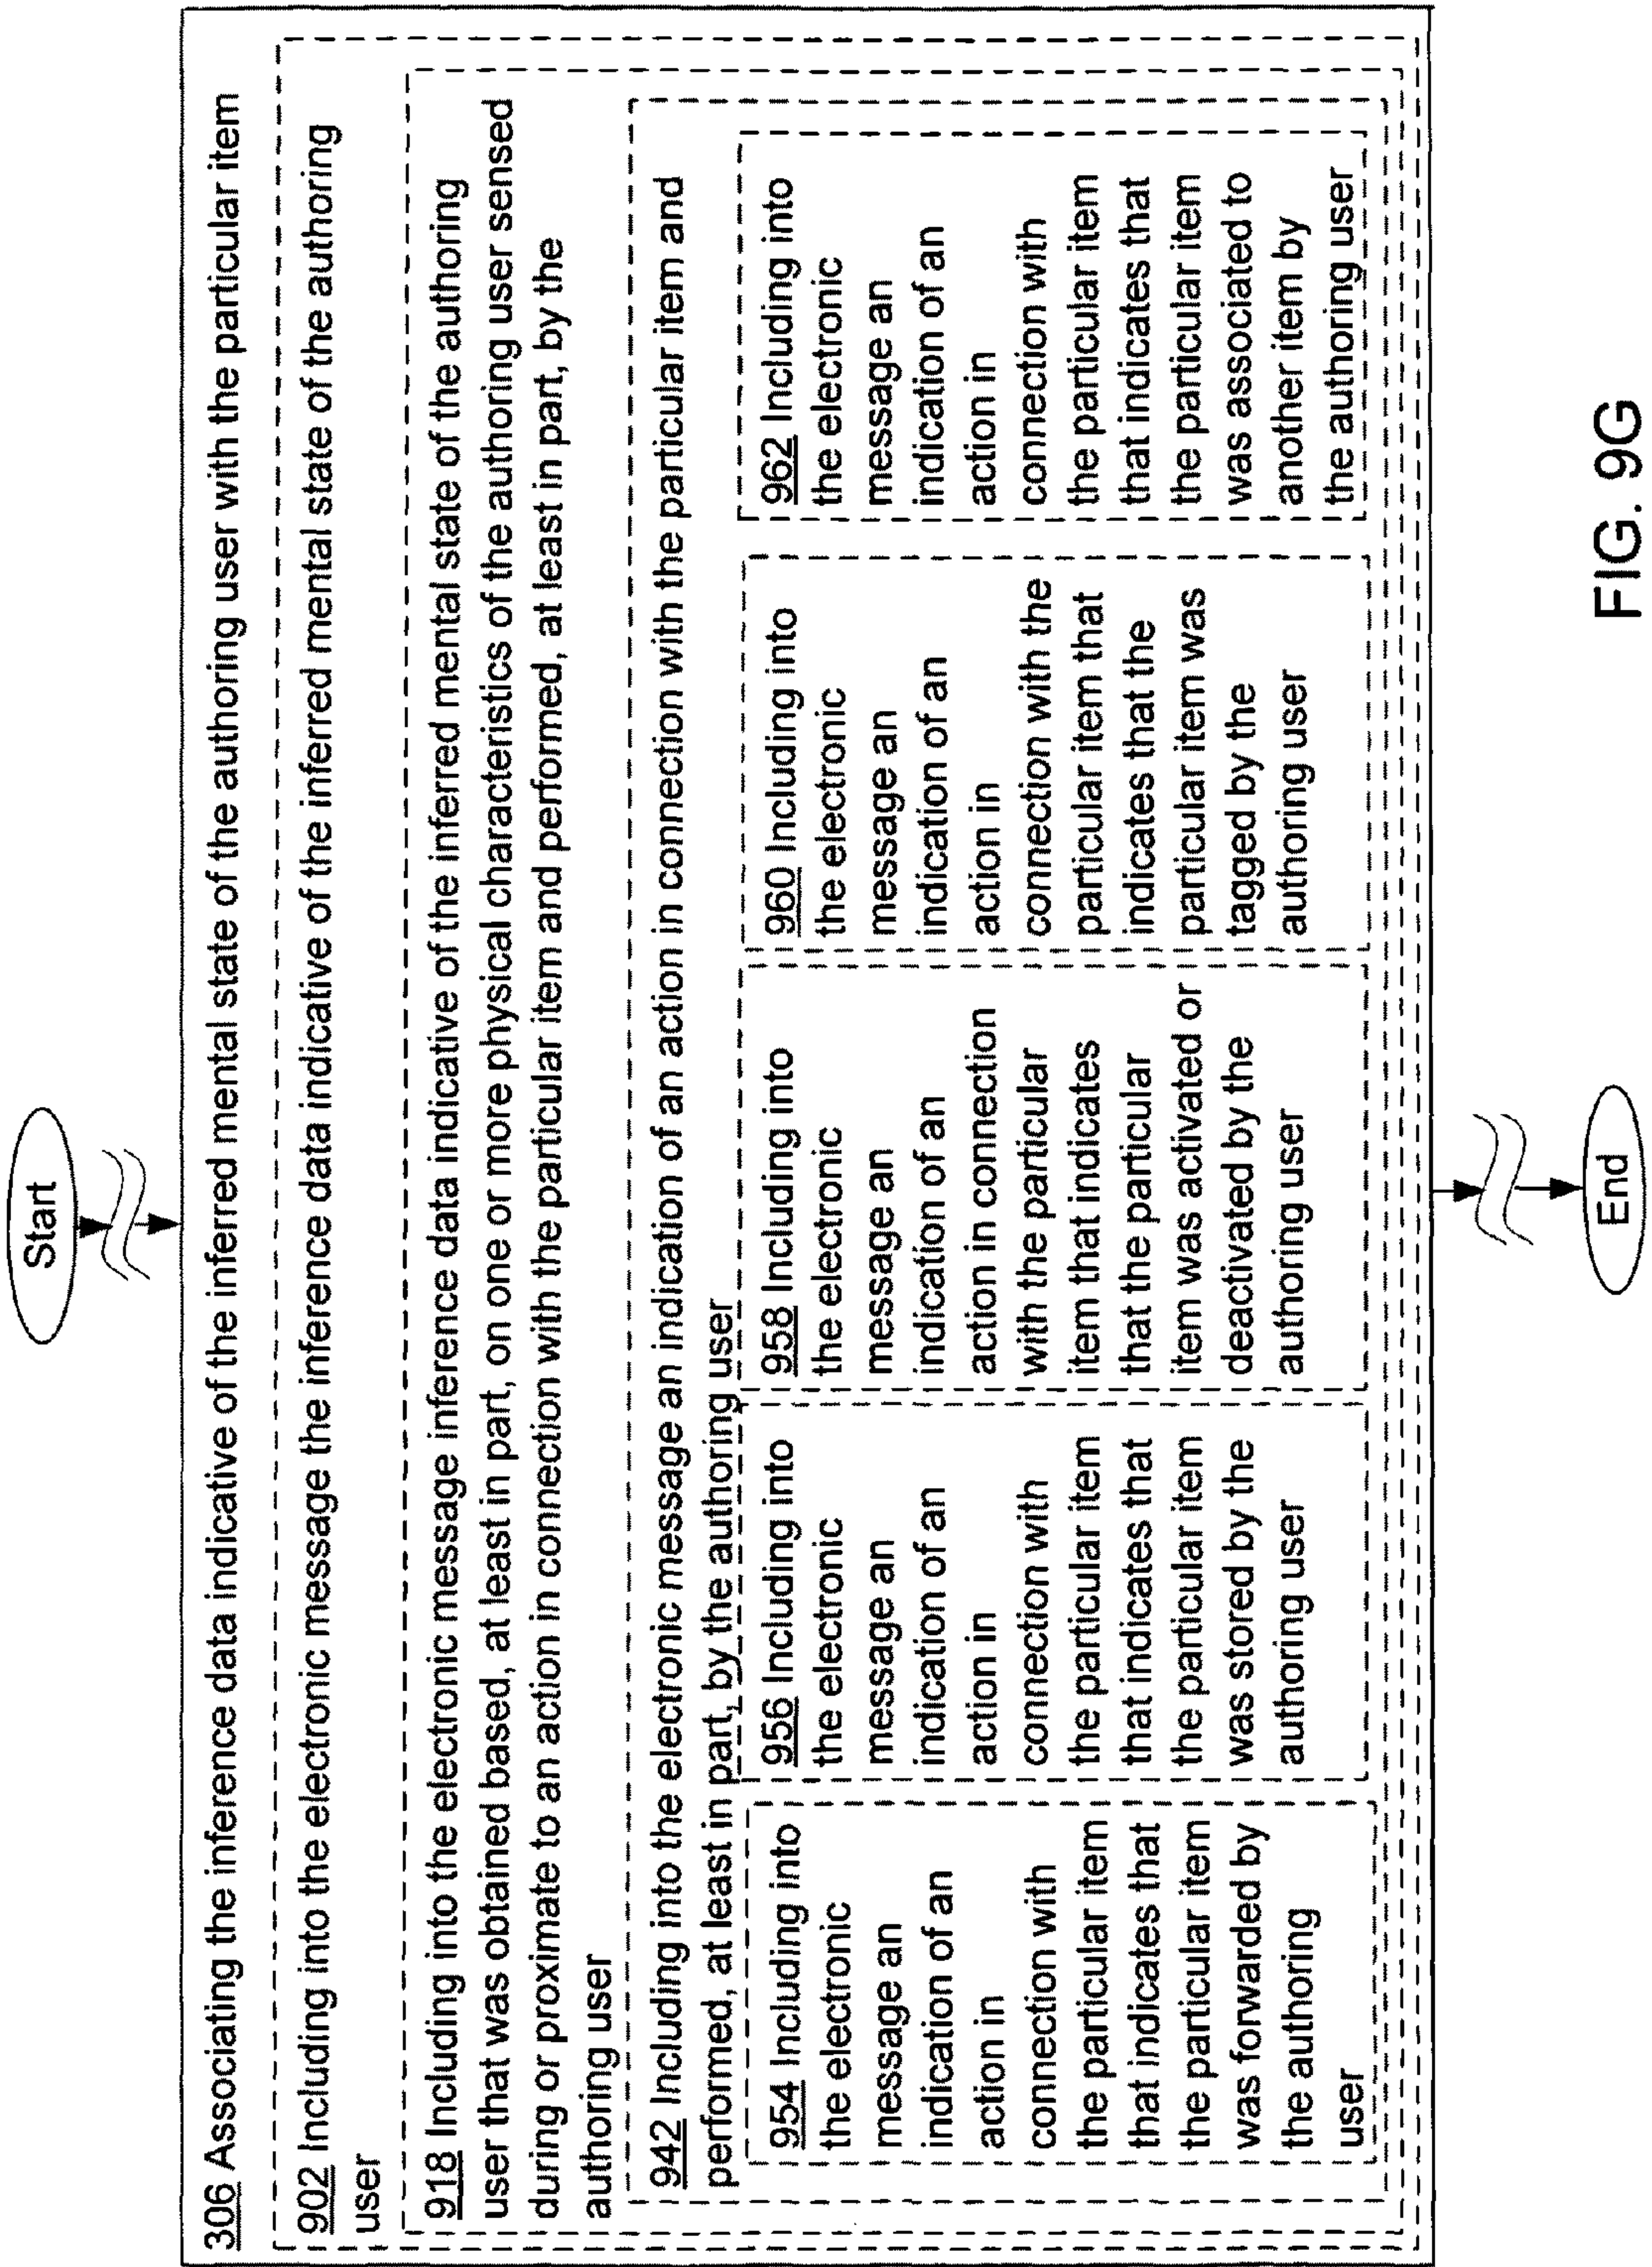 Start
306 Associating the inference data indicative of the inferred mental state of the authoring user with the particular item
902 Including into the electronic message the inference data indicative of the inferred mental state of the authoring
user
918 Including into the electronic message inference data indicative of the inferred mental state of the authoring
user that was obtained based, at least in part, on one or more physical characteristics of the authoring user sensed
during or proximate to an action in connection with the particular item and performed, at least in part, by the
authoring user
942 Including into the electronic message an indication of an action in connection with the particular item and
performed, at least in part, by the authoring user
954 Including into
the electronic
message an
indication of an
action in
connection with
the particular item
that indicates that
the particular item
was forwarded by
the authoring
user
956 Including into
the electronic
message an
indication of an
action in
connection with
the particular item
that indicates that
the particular item
was stored by the
authoring user
958 Including into
the electronic
message an
indication of an
action in connection
with the particular
item that indicates
that the particular
item was activated or
deactivated by the
authoring user
960 Including into
the electronic
message an
indication of an
action in
connection with the
particular item that
indicates that the
particular item was
tagged by the
authoring user
962 Including into
the electronic
message an
indication of an
action in
connection with
the particular item
that indicates that
the particular item
was associated to
another item by
the authoring user
End
FIG. 9G